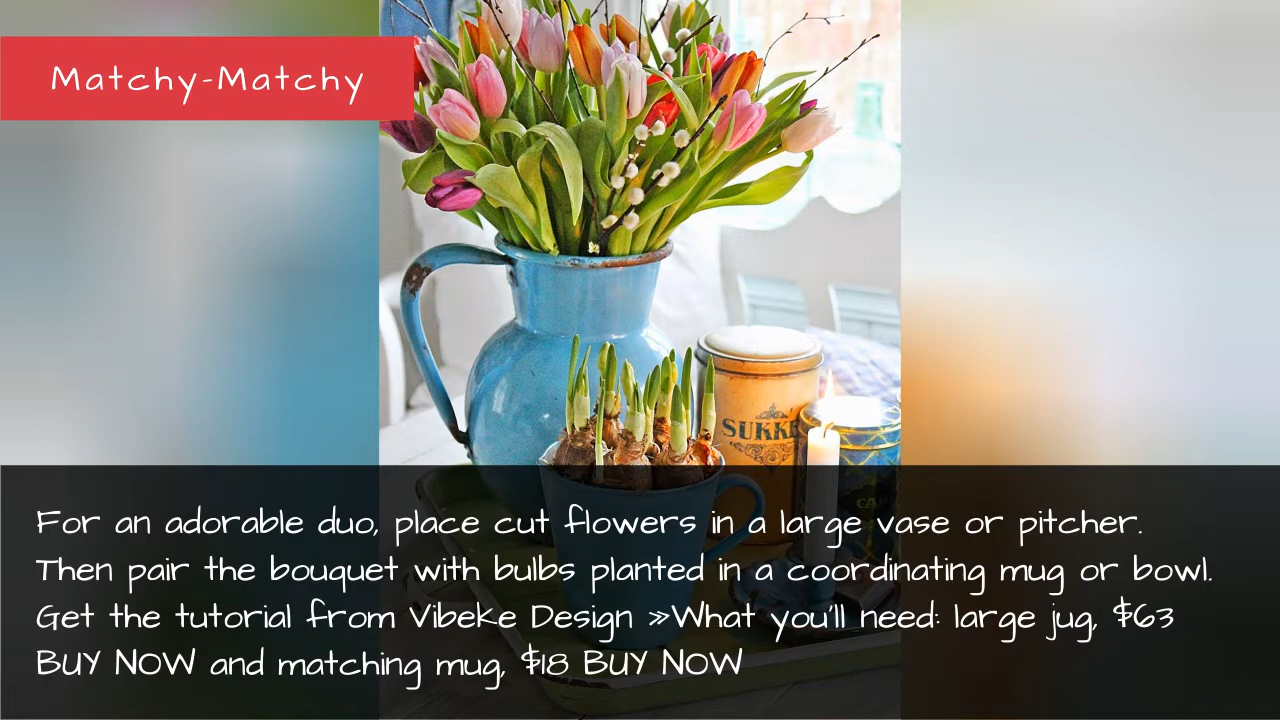 Matchy-Matchy
SUKKE
CA
For an adorable duo, place cut flowers in a large vase or pitcher.
Then pair the bouquet with bulbs planted in a coordinating mug or bowl.
Get the tutorial from Vibeke Design »What you'll need: large jug, $63
BUY NOW and matching mug, $18 BUY NOW